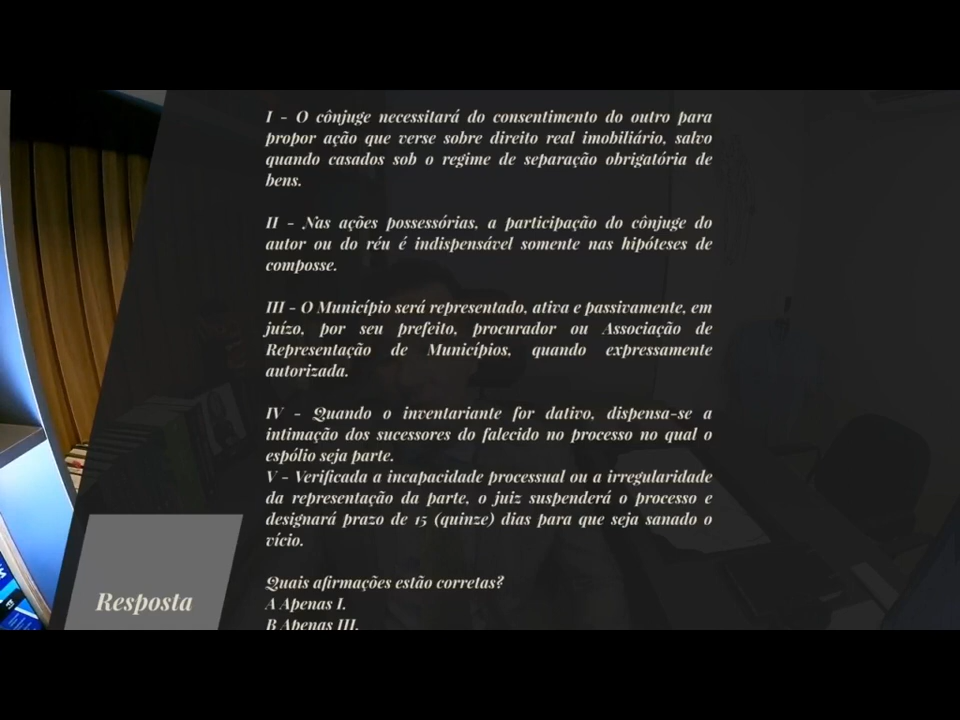 I - O cônjuge necessitará do consentimento do outro para
propor ação que verse sobre direito real imobiliário, salvo
quando casados sob o regime de separação obrigatória de
bens.
II - Nas ações possessórias, a participação do cônjuge do
autor ou do réu é indispensável somente nas hipóteses de
composse.
III - O Município será representado, ativa e passivamente, em
juízo, por seu prefeito, procurador ou Associação de
Representação de Municípios, quando expressamente
autorizada.
IV - Quando o inventariante for dativo, dispensa-se a
intimação dos sucessores do falecido no processo no qual o
espólio seja parte.
V - Verificada a incapacidade processual ou a irregularidade
da representação da parte, o juiz suspenderá o processo e
designará prazo de 15 (quinze) dias para que seja sanado o
vício.
Quais afirmações estão corretas?
A Apenas I.
B Apenas III.
Resposta